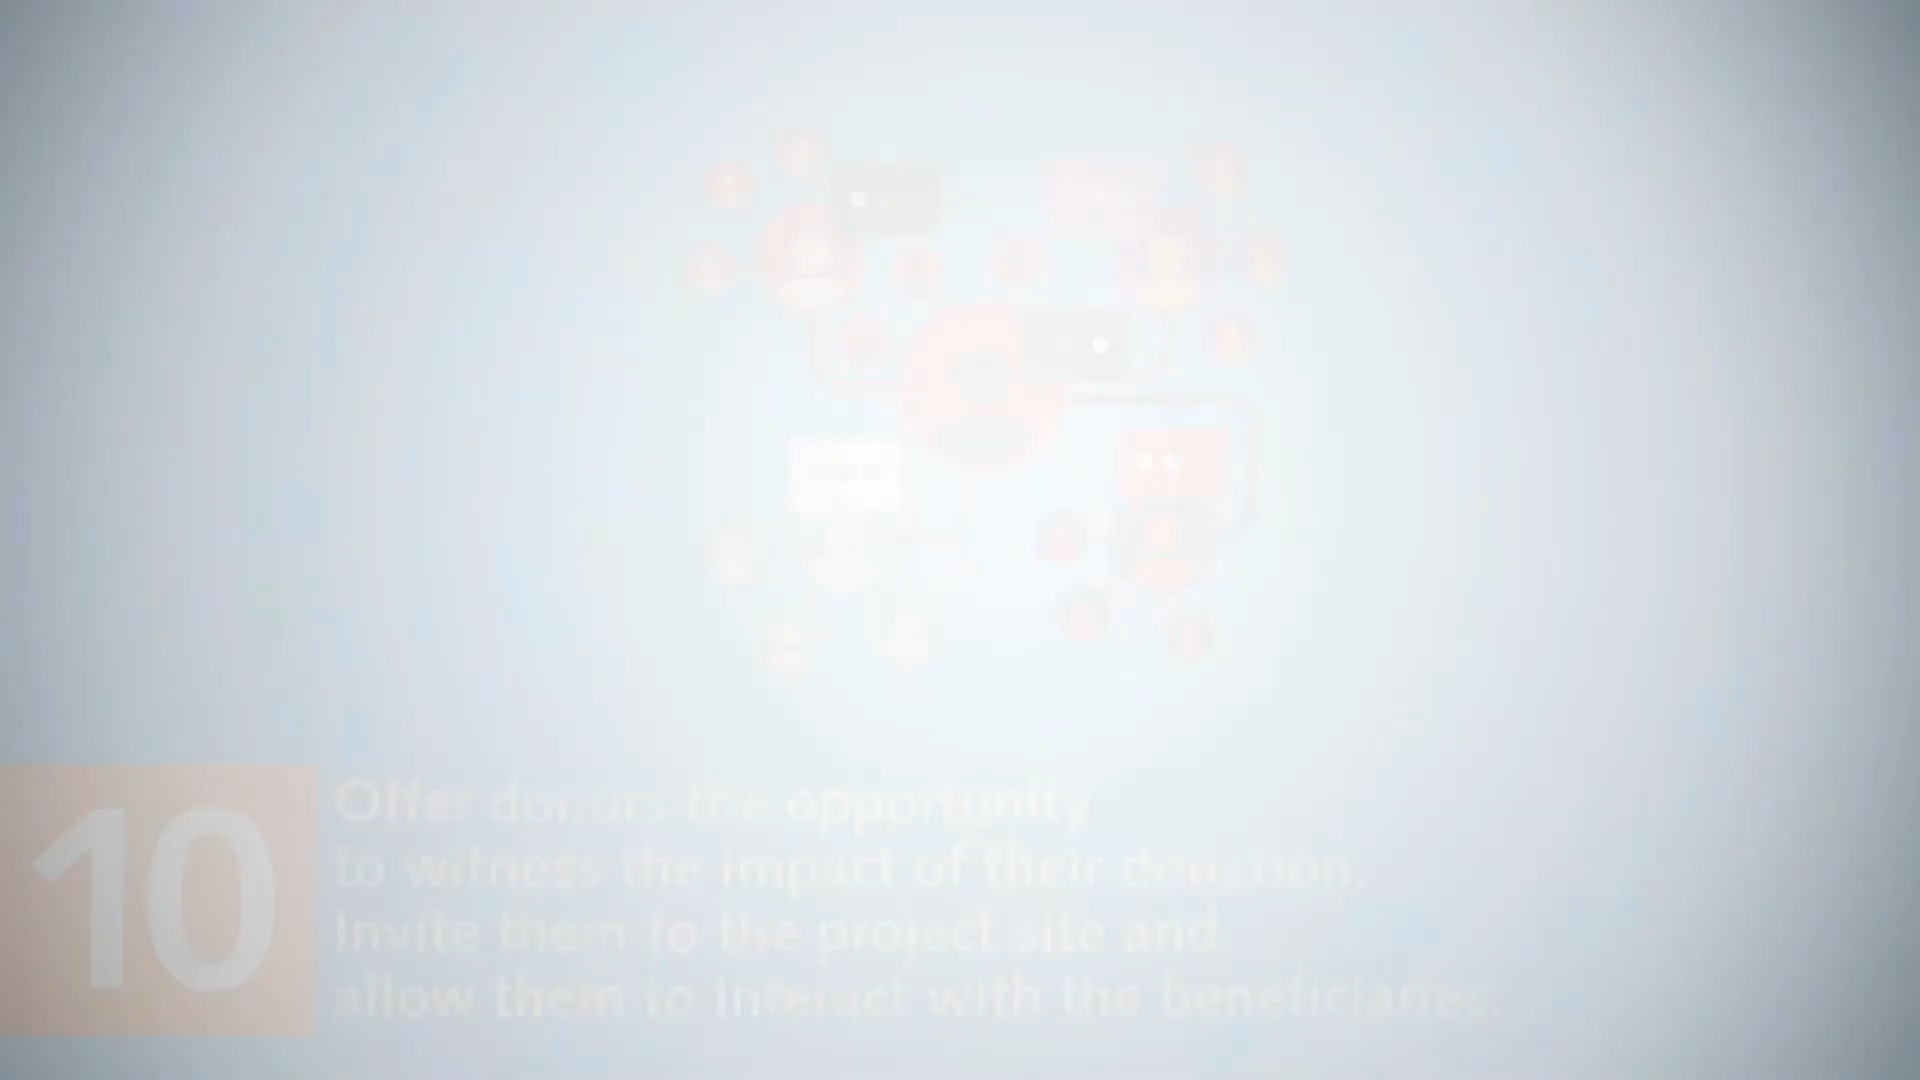 10
Offer donors the opportunity
to witness the impact of their donation.
Invite them to the project site and
allow them to interact with the beneficiaries.